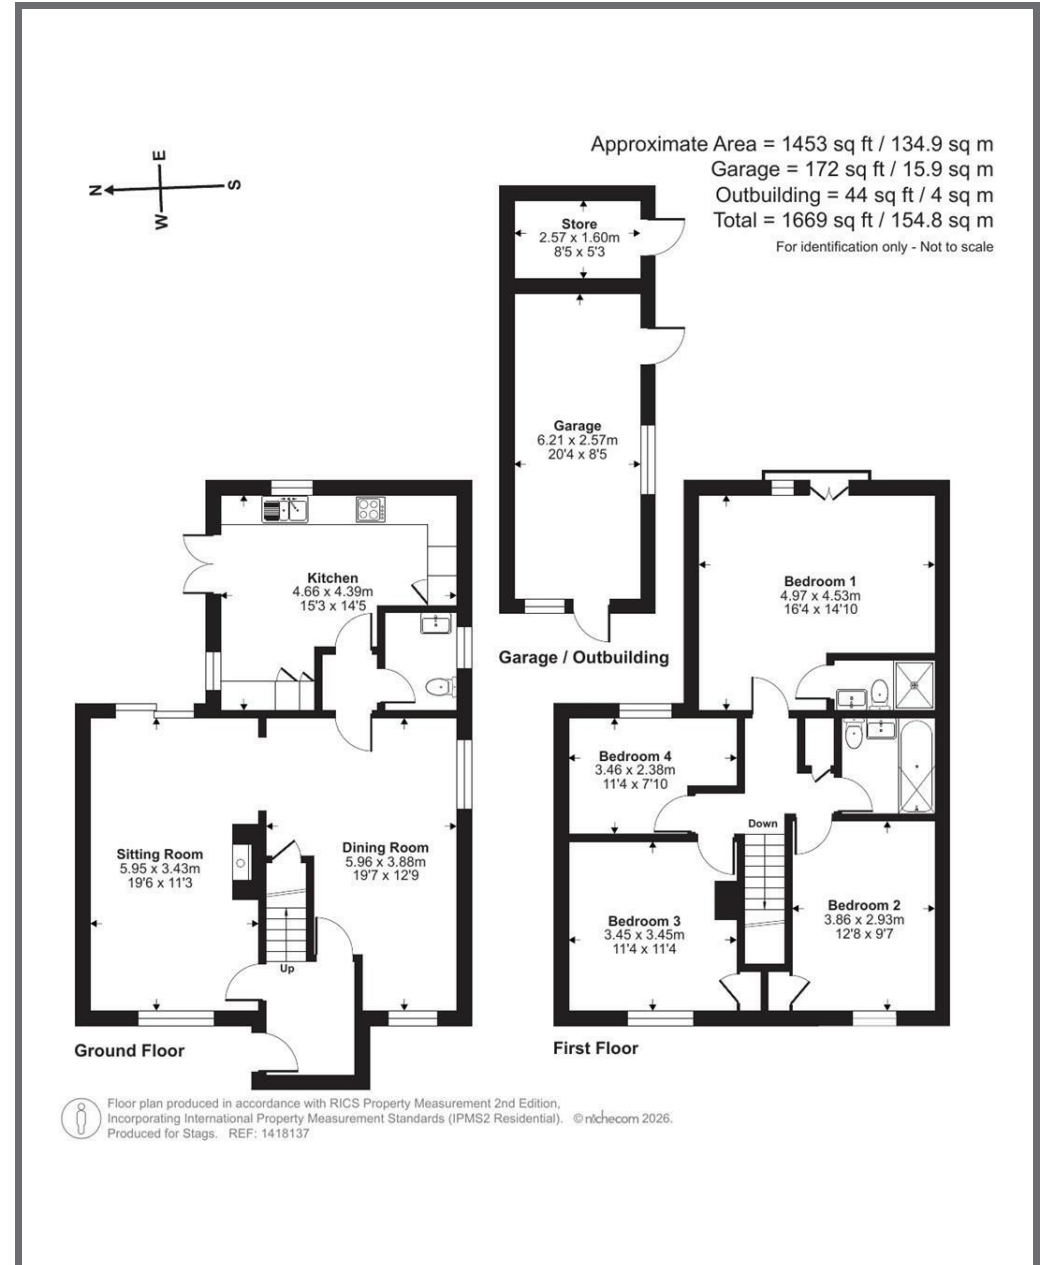 Approximate Area = 1453 sq ft / 134.9 sq m
Garage = 172 sq ft / 15.9 sq m
Outbuilding = 44 sq ft / 4 sq m
Total = 1669 sq ft / 154.8 sq m
For identification only - Not to scale
E
N
S
W
Store
2.57 x 1.60m
8'5 x 5'3
Garage
6.21 x 2.57m
20'4 x 8'5
Garage / Outbuilding
Kitchen
4.66 x 4.39m
15'3 x 14'5
Sitting Room
5.95 x 3.43m
19'6 x 11'3
Dining Room
5.96 x 3.88m
19'7 x 12'9
Up
Ground Floor
Bedroom 1
4.97 x 4.53m
16'4 x 14'10
Bedroom 4
3.46 x 2.38m
11'4 x 7'10
Down
Bedroom 3
3.45 x 3.45m
11'4 x 11'4
Bedroom 2
3.86 x 2.93m
12'8 x 9'7
First Floor
Floor plan produced in accordance with RICS Property Measurement 2nd Edition,
Incorporating International Property Measurement Standards (IPMS2 Residential). © nichecom 2026.
Produced for Stags. REF: 1418137